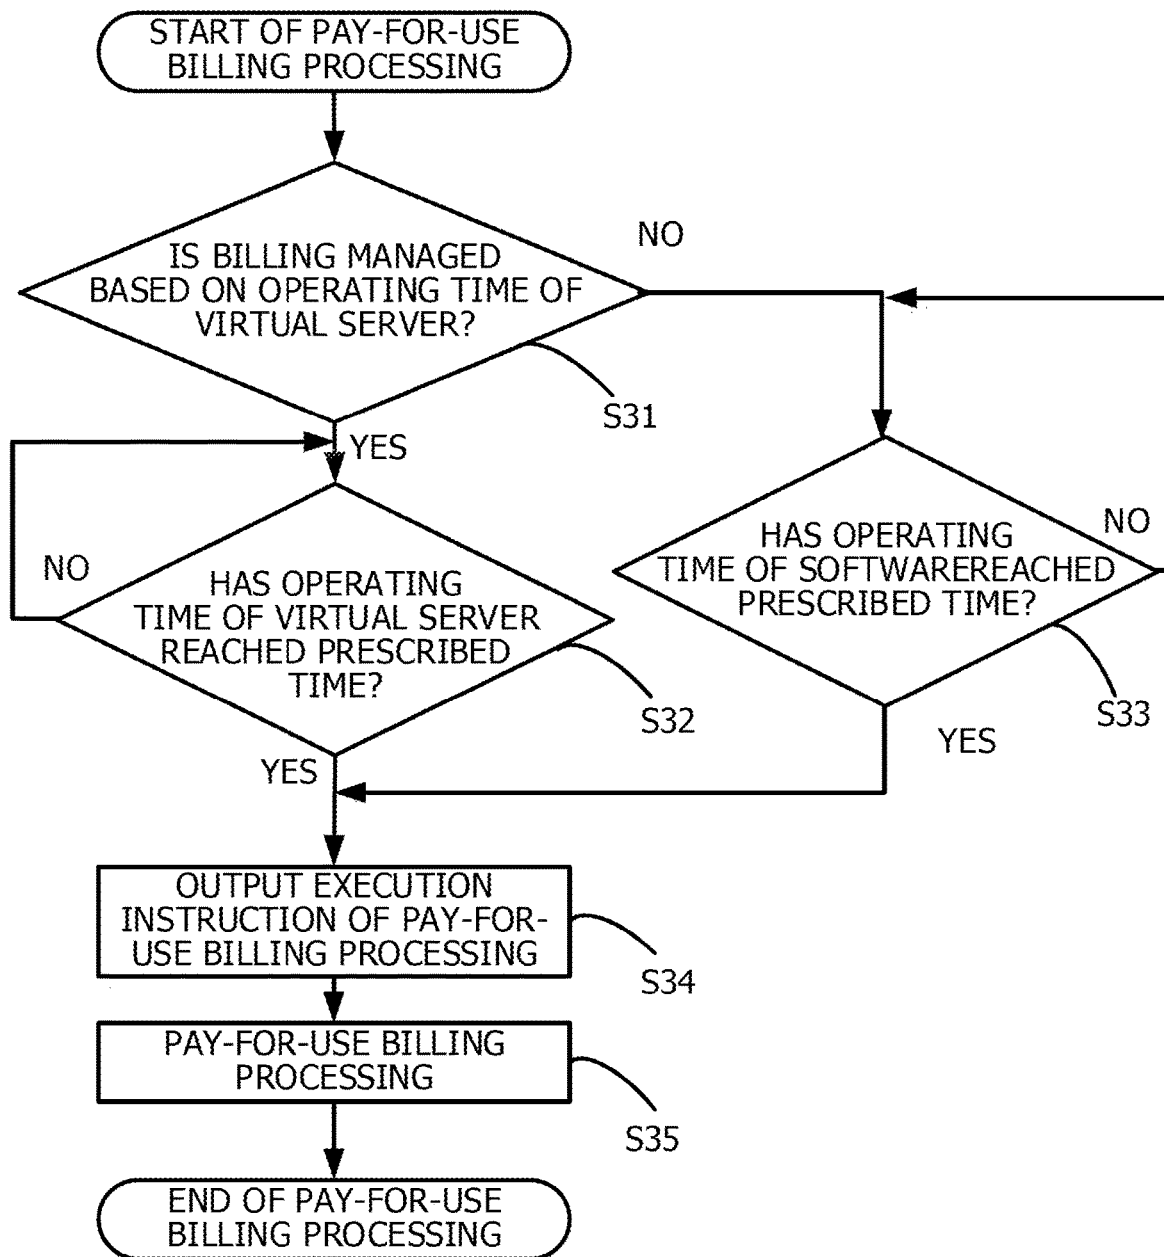 START OF PAY-FOR-USE
BILLING PROCESSING
IS BILLING MANAGED
BASED ON OPERATING TIME OF
VIRTUAL SERVER?
NO
S31
YES
HAS OPERATING
TIME OF SOFTWAREREACHED
PRESCRIBED TIME?
NO
S33
YES
HAS OPERATING
TIME OF VIRTUAL SERVER
REACHED PRESCRIBED
TIME?
NO
S32
YES
OUTPUT EXECUTION
INSTRUCTION OF PAY-FOR-
USE BILLING PROCESSING
S34
PAY-FOR-USE BILLING
PROCESSING
S35
END OF PAY-FOR-USE
BILLING PROCESSING